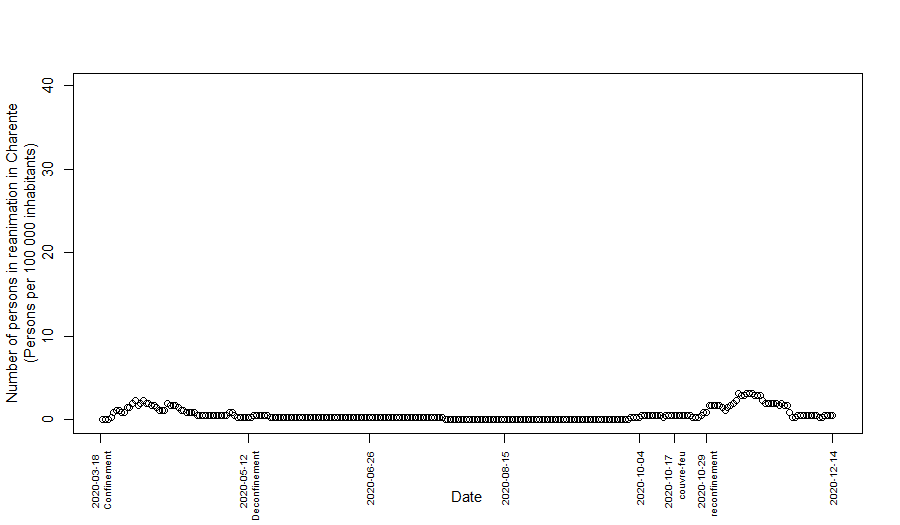 Number of persons in reanimation in Charente
(Persons per 100 000 inhabitants)
40
30
20
10
0
2020-03-18
Confinement
2020-05-12
Deconfinement
2020-06-26
2020-08-15
2020-10-04
2020-10-17
couvre-feu
2020-10-29
reconfinement
2020-12-14
Date